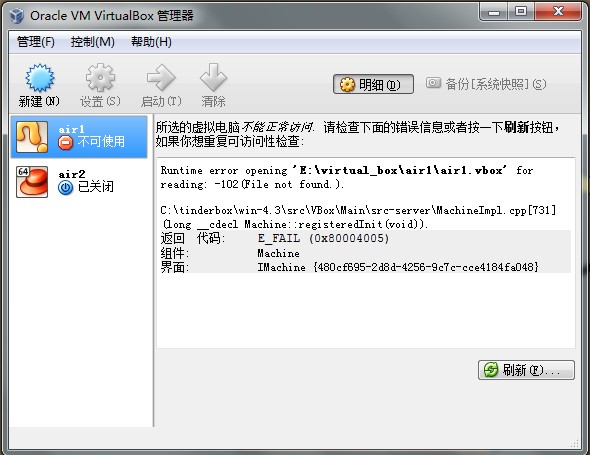 Oracle VM VirtualBox 管理器
管理(F) 控制(M) 帮助(H)
新建(N) 设置(S) 启动(T) 清除 明细(D) 备份[系统快照](S)
air1
不可使用
64 air2
已关闭
所选的虚拟电脑不能正常访问. 请检查下面的错误信息或者按一下刷新按钮,
如果你想重复可访问性检查:
Runtime error opening 'E:\virtual_box\air1\air1.vbox' for
reading: -102(File not found.).
C:\tinderbox\win-4.3\src\VBox\Main\src-server\MachineImpl.cpp[731]
(long __cdecl Machine::registeredInit(void)).
返回 代码: E_FAIL (0x80004005)
组件: Machine
界面: IMachine {480cf695-2d8d-4256-9c7c-cce4184fa048}
刷新(E)...